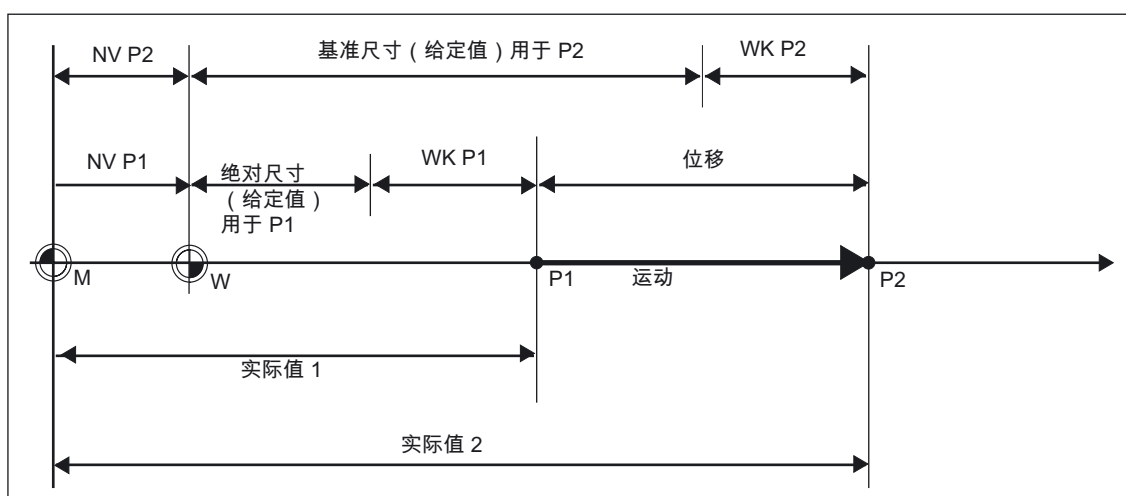 NV P2
基准尺寸（给定值）用于 P2
WK P2
NV P1
绝对尺寸
（给定值）
用于 P1
WK P1
位移
M
W
P1
运动
P2
实际值 1
实际值 2